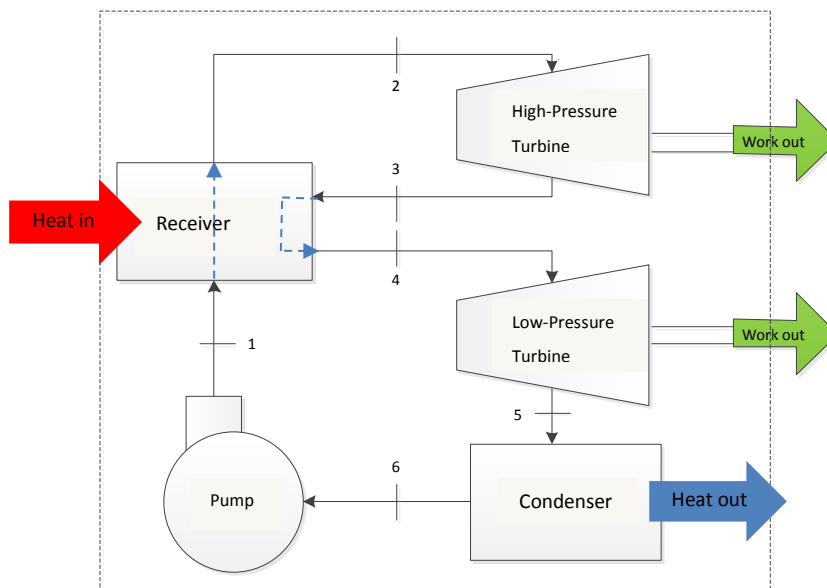 2
High-Pressure
Turbine
Work out
3
Heat in
Receiver
4
Low-Pressure
Turbine
Work out
1
5
6
Pump
Condenser
Heat out